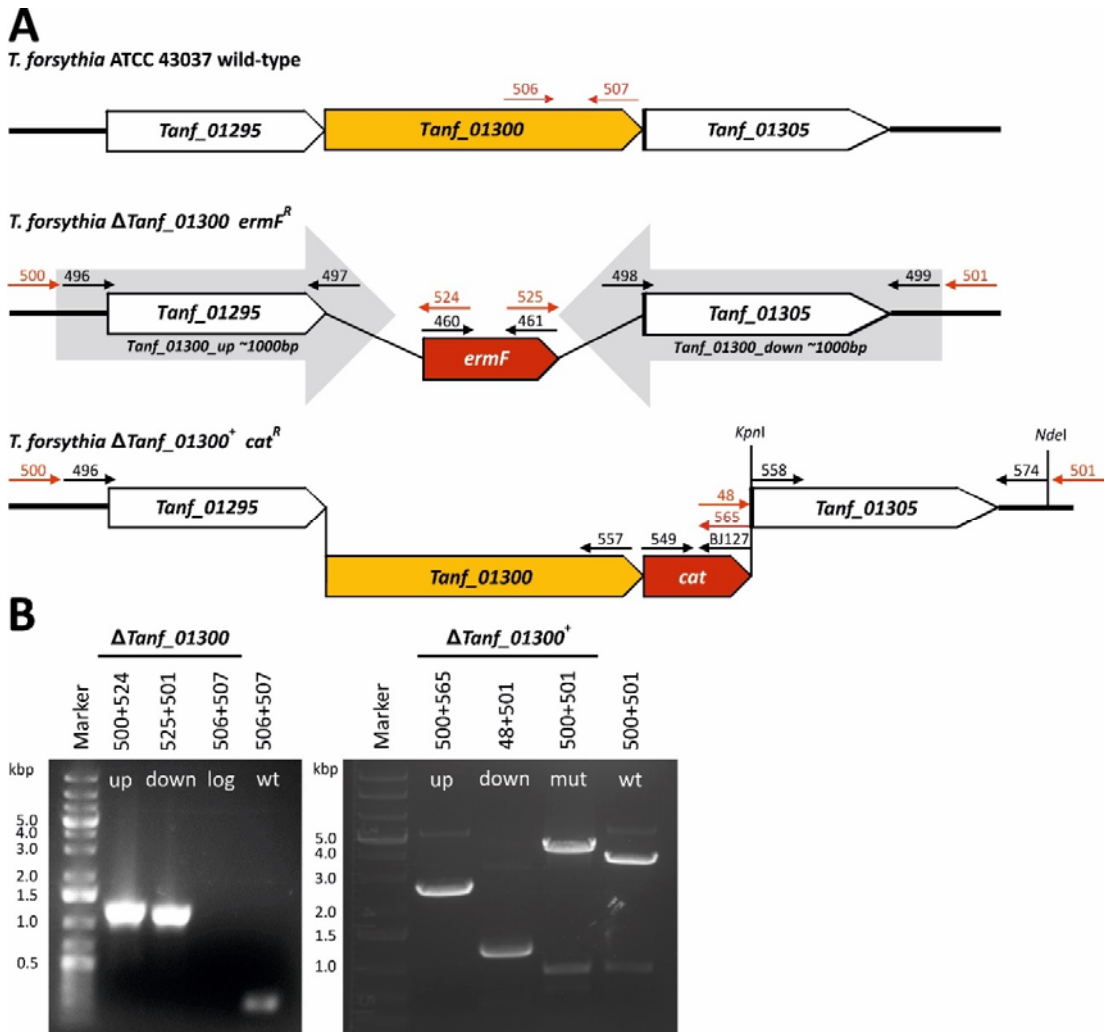 A
T. forsythia ATCC 43037 wild-type
506 507
Tanf_01295 Tanf_01300 Tanf_01305
T. forsythia ΔTanf_01300 ermF^R
500 496 497 498 499 501
524 525
Tanf_01295 460 461 Tanf_01305
Tanf_01300_up ~1000bp ermF Tanf_01300_down ~1000bp
T. forsythia ΔTanf_01300⁺ cat^R
KpnI NdeI
500 496 558 574 501
48
Tanf_01295 565 Tanf_01305
557 549 BJ127
Tanf_01300 cat
B
ΔTanf_01300 ΔTanf_01300⁺
Marker 500+524 525+501 506+507 506+507 Marker 500+565 48+501 500+501 500+501
kbp up down log wt kbp up down mut wt
5.0 5.0
4.0 4.0
3.0 3.0
2.0 2.0
1.5 1.5
1.0 1.0
0.5